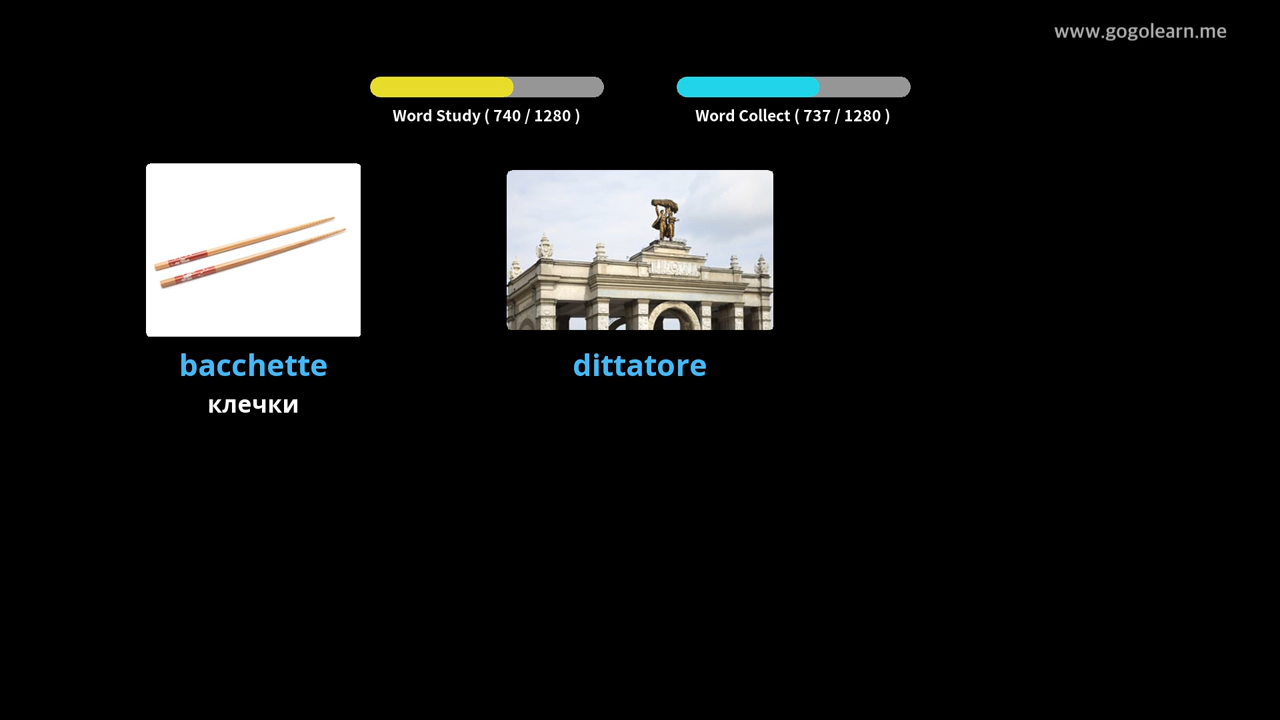 www.gogolearn.me
Word Study ( 740 / 1280 )
Word Collect ( 737 / 1280 )
bacchette
клечки
dittatore